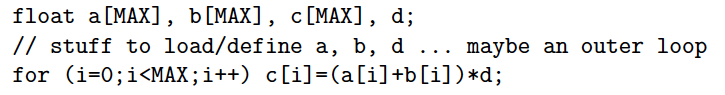 float a[MAX], b[MAX], c[MAX], d;
// stuff to load/define a, b, d ... maybe an outer loop
for (i=0;i<MAX;i++) c[i]=(a[i]+b[i])*d;